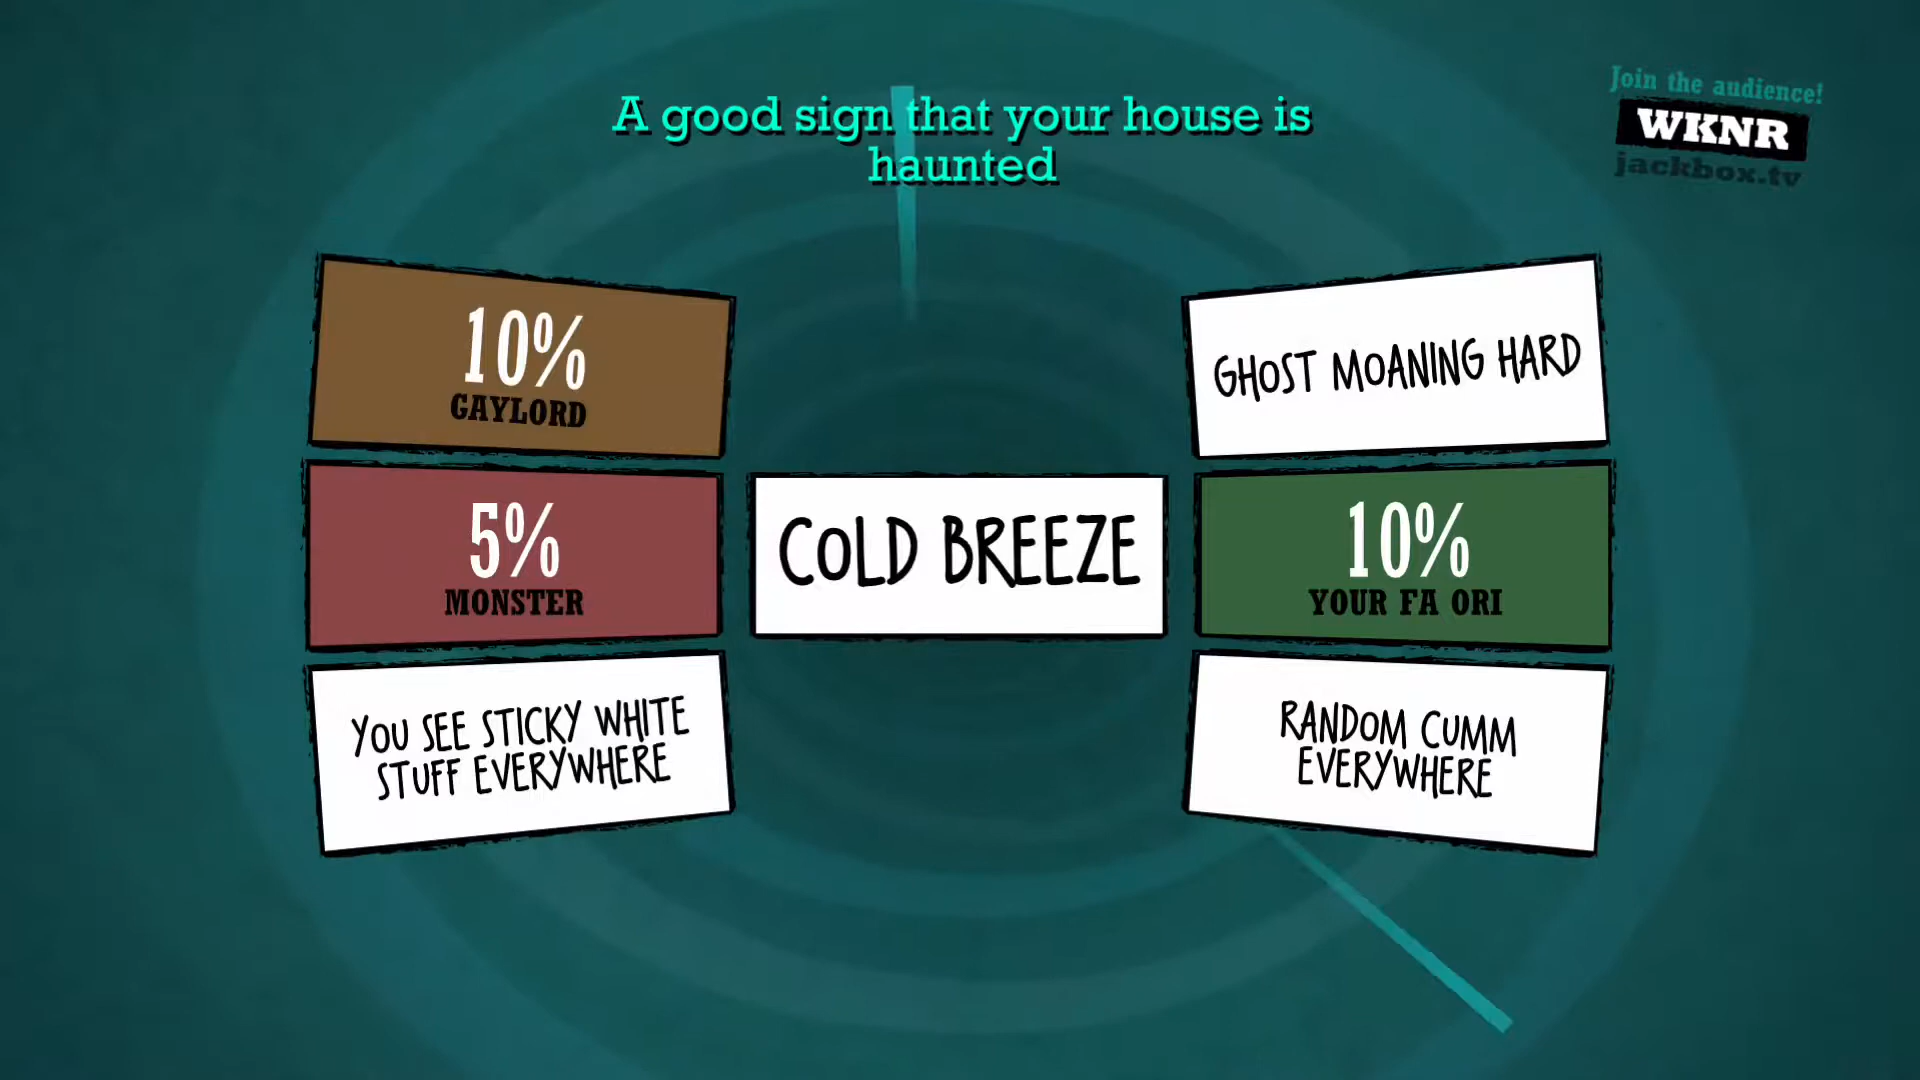 Join the audience!
WKNR
jackbox.tv
A good sign that your house is
haunted
10%
GAYLORD
GHOST MOANING HARD
5%
MONSTER
COLD BREEZE
10%
YOUR FA ORI
YOU SEE STICKY WHITE
STUFF EVERYWHERE
RANDOM CUMM
EVERYWHERE